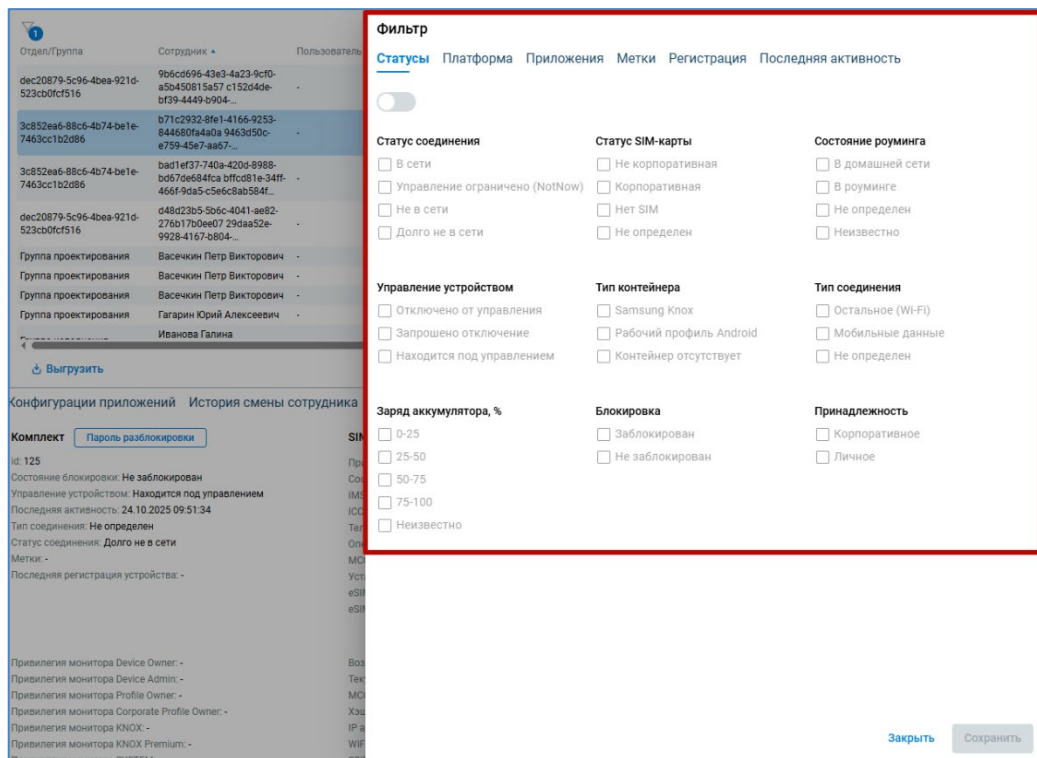 1
Отдел/Группа Сотрудник Пользователь
dec20879-5c96-4bea-921d-
523cb0fcf516
9b6cd696-43e3-4a23-9cf0-
a5b450815a57 c152d4de-
bf39-4449-b904-...
-
3c852ea6-88c6-4b74-be1e-
7463cc1b2d86
b71c2932-8fe1-4166-9253-
844680fa4a0a 9463d50c-
e759-45e7-aa67-...
-
3c852ea6-88c6-4b74-be1e-
7463cc1b2d86
bad1ef37-740a-420d-8988-
bd67de684fca bffcd81e-34ff-
466f-9da5-c5e6c8ab584f...
-
dec20879-5c96-4bea-921d-
523cb0fcf516
d48d23b5-5b6c-4041-ae82-
276b17b0ee07 29daa52e-
9928-4167-b804-...
-
Группа проектирования Васечкин Петр Викторович -
Группа проектирования Васечкин Петр Викторович -
Группа проектирования Васечкин Петр Викторович -
Группа проектирования Гагарин Юрий Алексеевич -
Иванова Галина
Выгрузить
Конфигурации приложений История смены сотрудника
Комплект Пароль разблокировки
id: 125
Состояние блокировки: Не заблокирован
Управление устройством: Находится под управлением
Последняя активность: 24.10.2025 09:51:34
Тип соединения: Не определен
Статус соединения: Долго не в сети
Метки: -
Последняя регистрация устройства: -
Привилегия монитора Device Owner: -
Привилегия монитора Device Admin: -
Привилегия монитора Profile Owner: -
Привилегия монитора Corporate Profile Owner: -
Привилегия монитора KNOX: -
Привилегия монитора KNOX Premium: -
Фильтр
Статусы Платформа Приложения Метки Регистрация Последняя активность
Статус соединения
В сети
Управление ограничено (NotNow)
Не в сети
Долго не в сети
Статус SIM-карты
Не корпоративная
Корпоративная
Нет SIM
Не определен
Состояние роуминга
В домашней сети
В роуминге
Не определен
Неизвестно
Управление устройством
Отключено от управления
Запрошено отключение
Находится под управлением
Тип контейнера
Samsung Knox
Рабочий профиль Android
Контейнер отсутствует
Тип соединения
Остальное (Wi-Fi)
Мобильные данные
Не определен
Заряд аккумулятора, %
0-25
25-50
50-75
75-100
Неизвестно
Блокировка
Заблокирован
Не заблокирован
Принадлежность
Корпоративное
Личное
Закрыть Сохранить